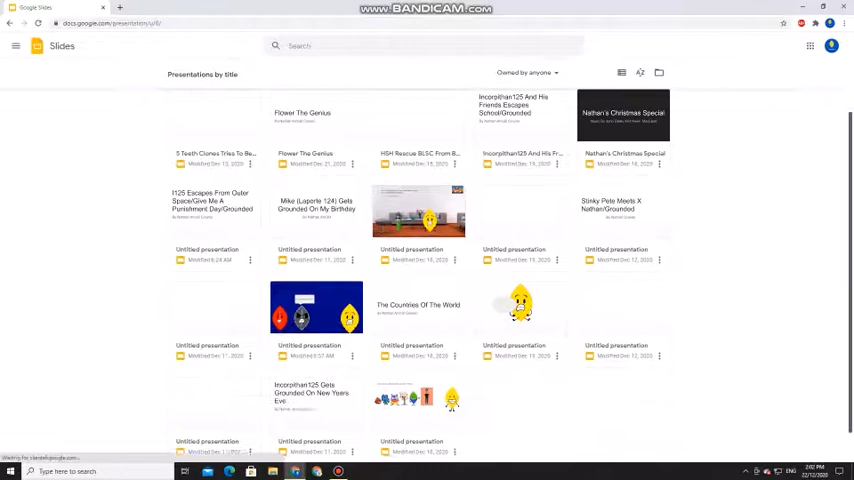 Google Slides
www.BANDICAM.com
docs.google.com/presentation/u/6/
Slides
Search
Presentations by title
Owned by anyone
Flower The Genius
Incorpithan125 And His
Friends Escapes
School/Grounded
Nathan's Christmas Special
5 Teeth Clones Tries To Be...
Modified Dec 13, 2020
Flower The Genius
Modified Dec 21, 2020
HSH Rescue BLSC From B...
Modified Dec 18, 2020
Incorpithan125 And His Fr...
Modified Dec 18, 2020
Nathan's Christmas Special
Modified Dec 18, 2020
I125 Escapes From Outer
Space/Give Me A
Punishment Day/Grounded
Mike (Laporte 124) Gets
Grounded On My Birthday
Stinky Pete Meets X
Nathan/Grounded
Untitled presentation
Modified 8:24 AM
Untitled presentation
Modified Dec 11, 2020
Untitled presentation
Modified Dec 18, 2020
Untitled presentation
Modified Dec 19, 2020
Untitled presentation
Modified Dec 12, 2020
The Countries Of The World
Untitled presentation
Modified Dec 11, 2020
Untitled presentation
Modified 8:57 AM
Untitled presentation
Modified Dec 18, 2020
Untitled presentation
Modified Dec 19, 2020
Untitled presentation
Modified Dec 12, 2020
Incorpithan125 Gets
Grounded On New Years
Eve
Untitled presentation
Untitled presentation
Modified Dec 11, 2020
Untitled presentation
Modified Dec 18, 2020
Type here to search
ENG
2:02 PM
22/12/2020